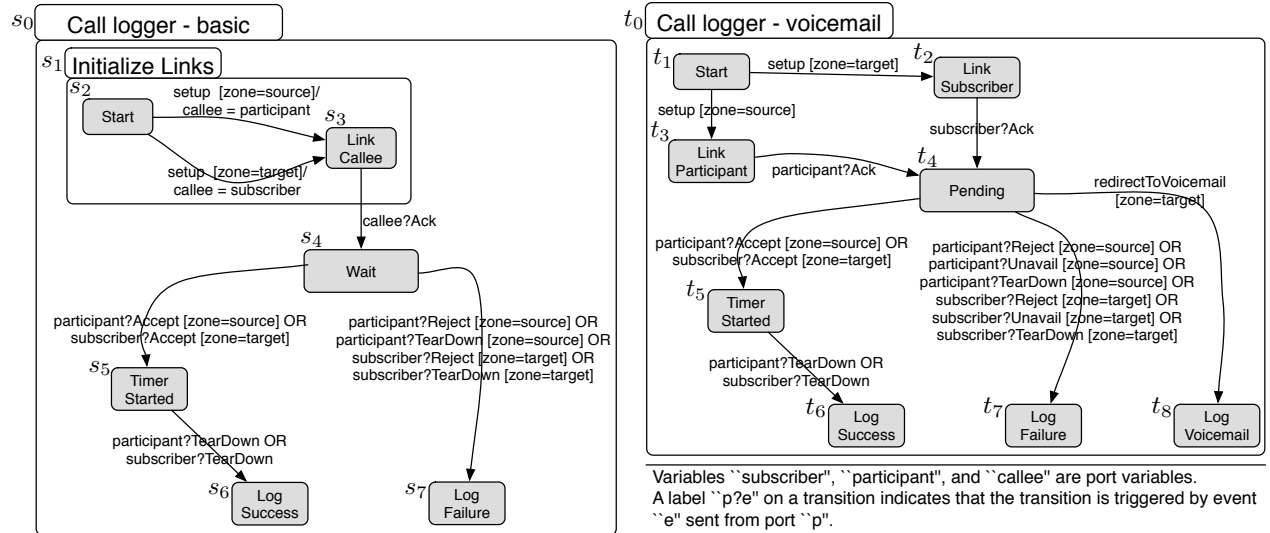 s0 Call logger - basic
s1 Initialize Links
s2
Start
setup [zone=source]/
callee = participant
s3
Link
Callee
setup [zone=target]/
callee = subscriber
callee?Ack
s4
Wait
participant?Accept [zone=source] OR
subscriber?Accept [zone=target]
participant?Reject [zone=source] OR
participant?TearDown [zone=source] OR
subscriber?Reject [zone=target] OR
subscriber?TearDown [zone=target]
s5
Timer
Started
participant?TearDown OR
subscriber?TearDown
s6
Log
Success
s7
Log
Failure
t0 Call logger - voicemail
t1
Start
setup [zone=target]
t2
Link
Subscriber
setup [zone=source]
t3
Link
Participant
participant?Ack
subscriber?Ack
t4
Pending
redirectToVoicemail
[zone=target]
participant?Accept [zone=source] OR
subscriber?Accept [zone=target]
participant?Reject [zone=source] OR
participant?Unavail [zone=source] OR
participant?TearDown [zone=source] OR
subscriber?Reject [zone=target] OR
subscriber?Unavail [zone=target] OR
subscriber?TearDown [zone=target]
t5
Timer
Started
participant?TearDown OR
subscriber?TearDown
t6
Log
Success
t7
Log
Failure
t8
Log
Voicemail
Variables ``subscriber", ``participant", and ``callee" are port variables.
A label ``p?e" on a transition indicates that the transition is triggered by event
``e" sent from port ``p".